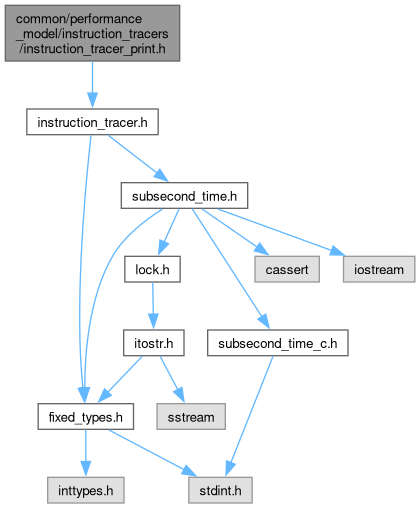 common/performance
_model/instruction_tracers
/instruction_tracer_print.h
instruction_tracer.h
subsecond_time.h
lock.h
cassert
iostream
itostr.h
subsecond_time_c.h
fixed_types.h
sstream
inttypes.h
stdint.h